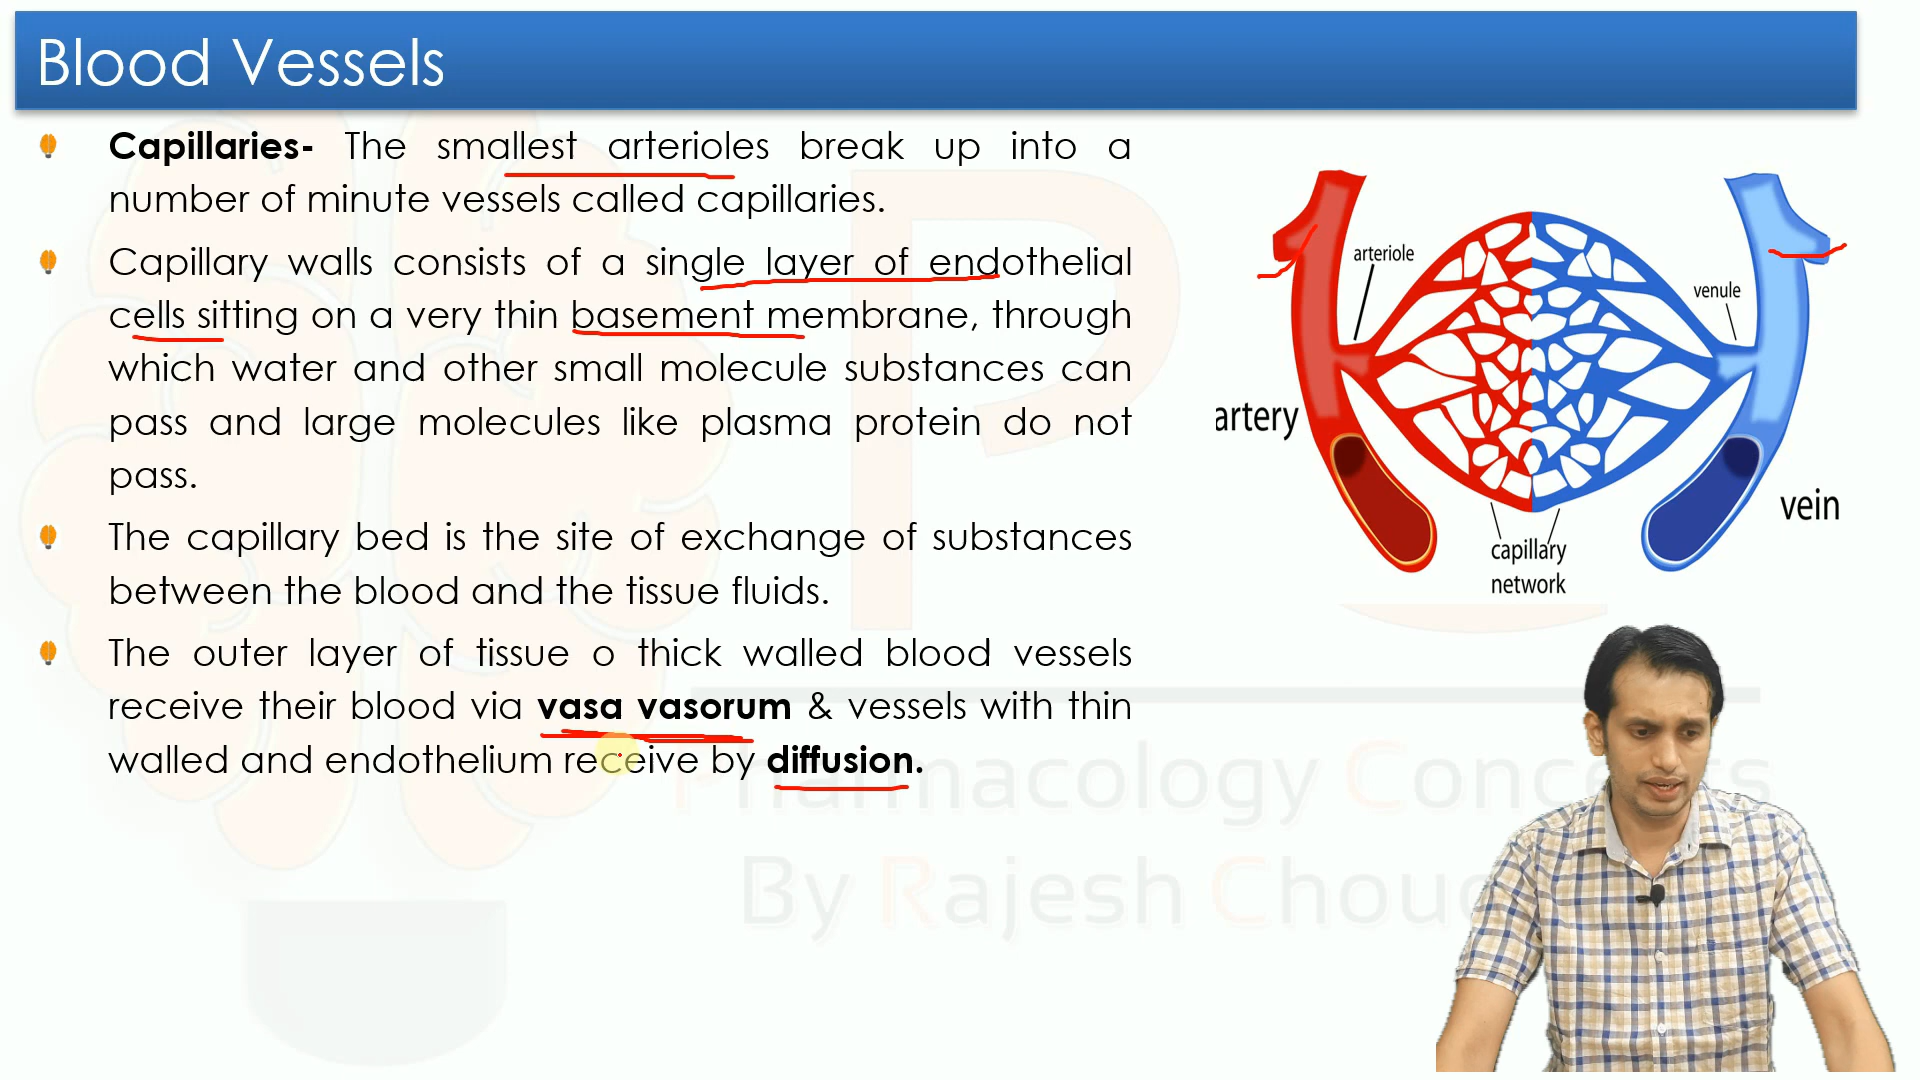 Blood Vessels
Capillaries- The smallest arterioles break up into a
number of minute vessels called capillaries.
Capillary walls consists of a single layer of endothelial
cells sitting on a very thin basement membrane, through
which water and other small molecule substances can
pass and large molecules like plasma protein do not
pass.
The capillary bed is the site of exchange of substances
between the blood and the tissue fluids.
The outer layer of tissue o thick walled blood vessels
receive their blood via vasa vasorum & vessels with thin
walled and endothelium receive by diffusion.
arteriole
venule
artery
vein
capillary
network
Pharmacology Concepts
By Rajesh